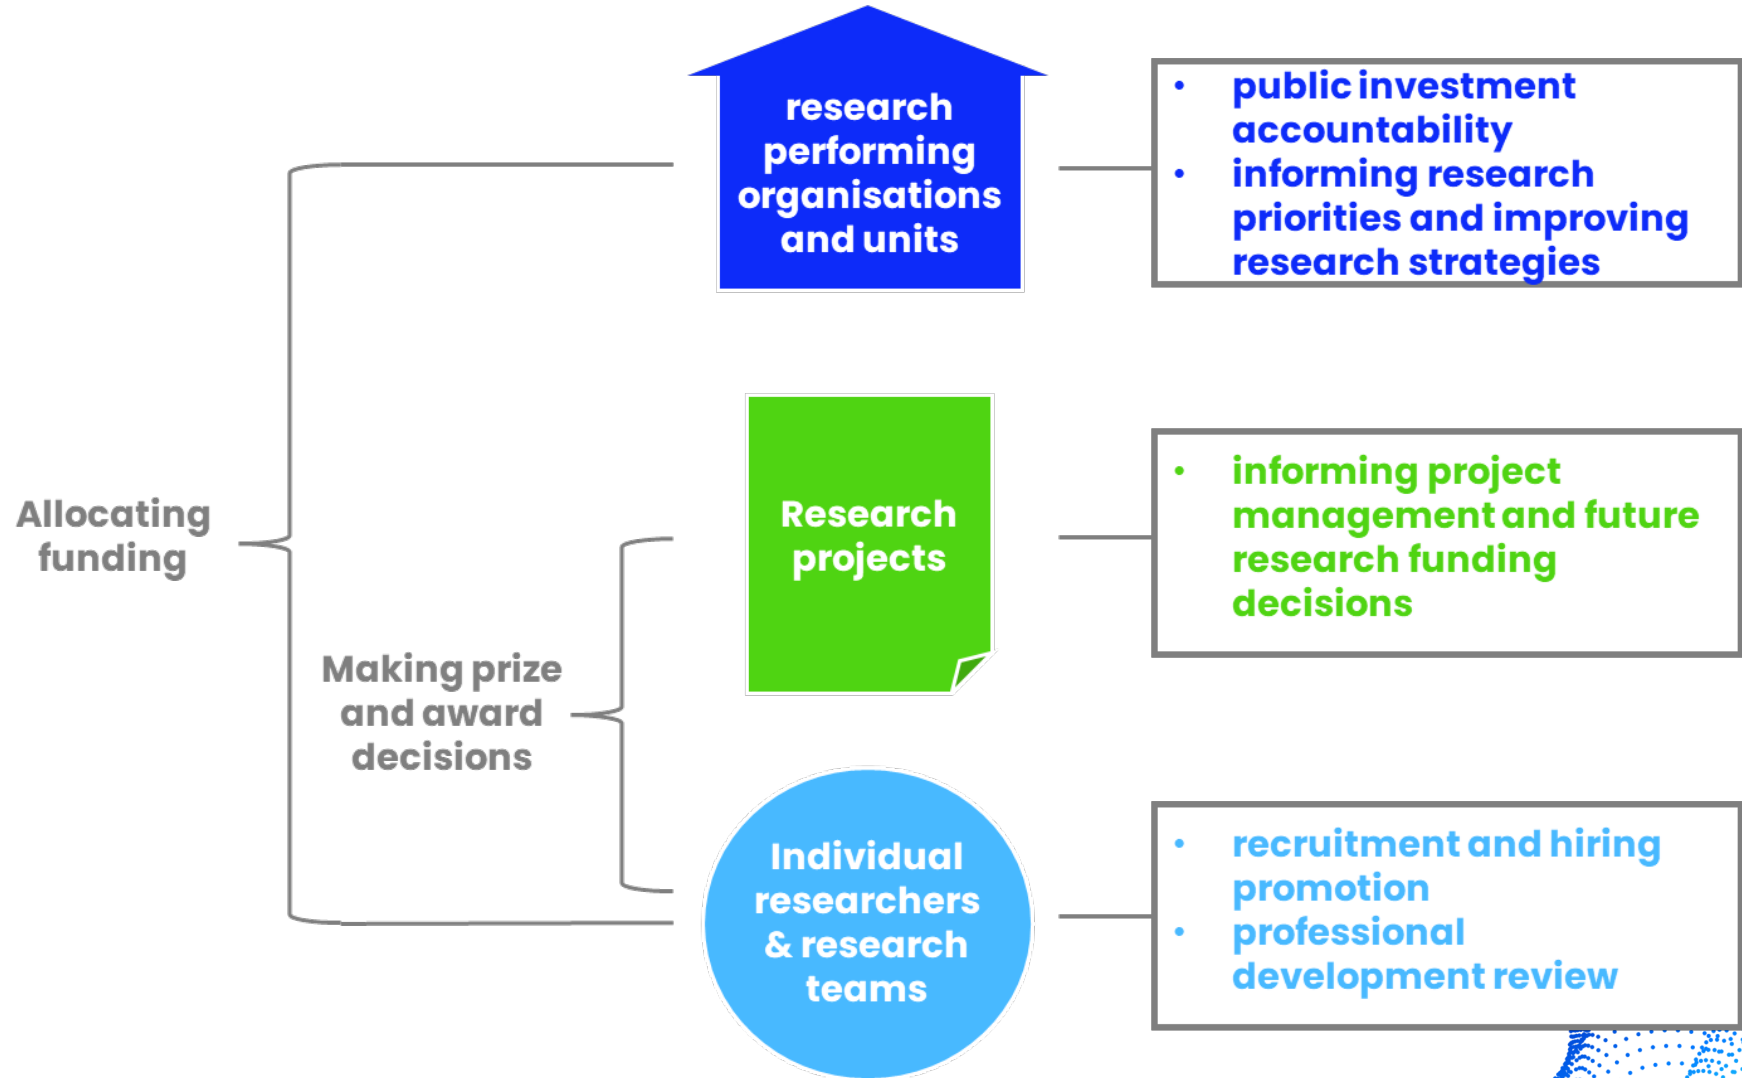 research
performing
organisations
and units
• public investment
accountability
• informing research
priorities and improving
research strategies
Allocating
funding
Making prize
and award
decisions
Research
projects
• informing project
management and future
research funding
decisions
Individual
researchers
& research
teams
• recruitment and hiring
promotion
• professional
development review